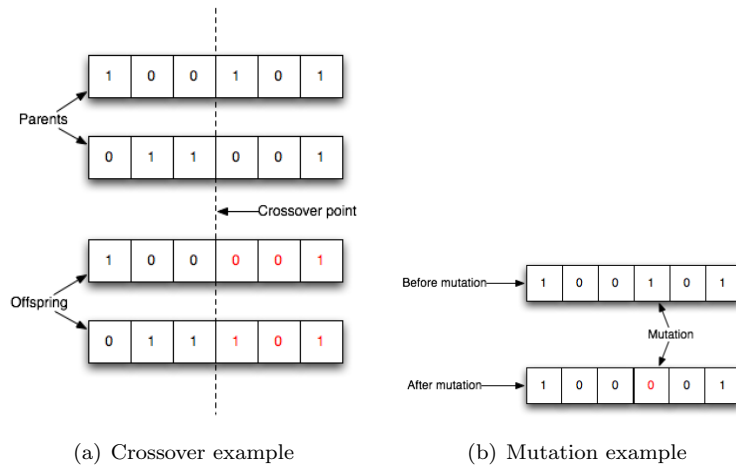 1 0 0 1 0 1
Parents
0 1 1 0 0 1
Crossover point
1 0 0 0 0 1
Offspring
0 1 1 1 0 1
(a) Crossover example
Before mutation
1 0 0 1 0 1
Mutation
After mutation
1 0 0 0 0 1
(b) Mutation example